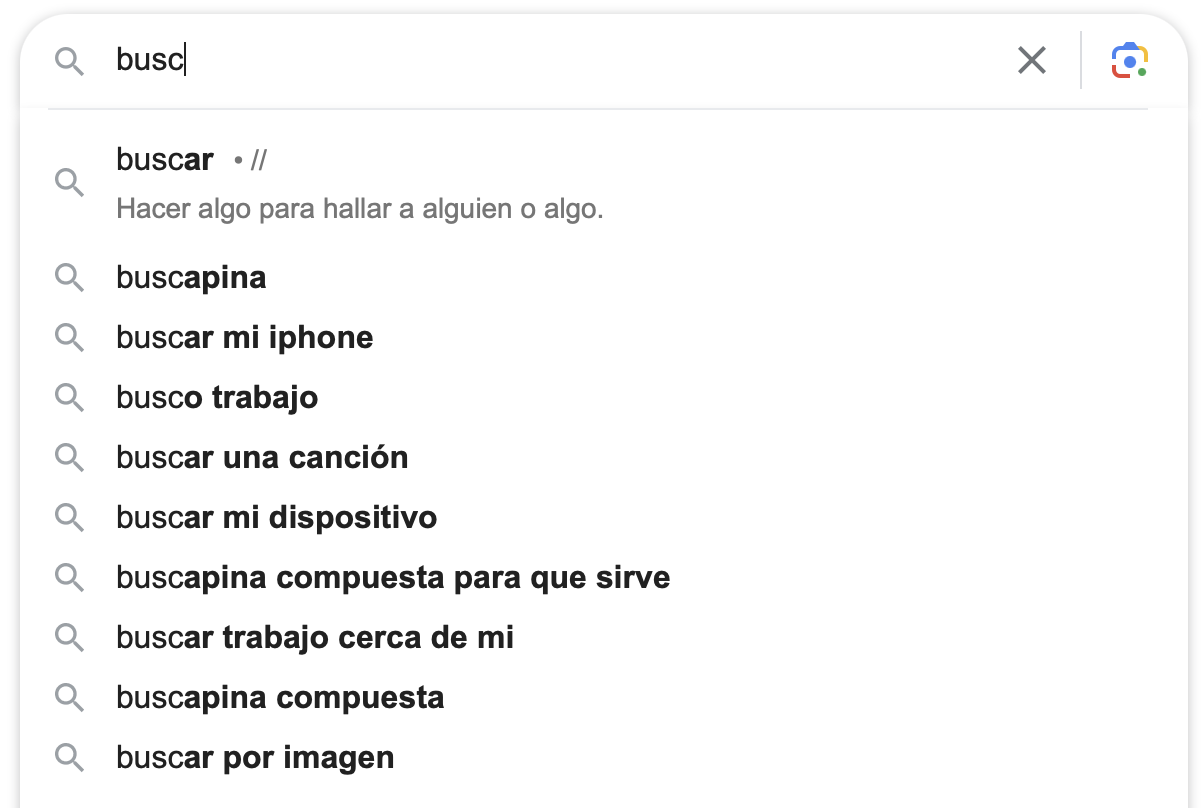 busc
buscar • //
Hacer algo para hallar a alguien o algo.
buscapina
buscar mi iphone
busco trabajo
buscar una canción
buscar mi dispositivo
buscapina compuesta para que sirve
buscar trabajo cerca de mi
buscapina compuesta
buscar por imagen